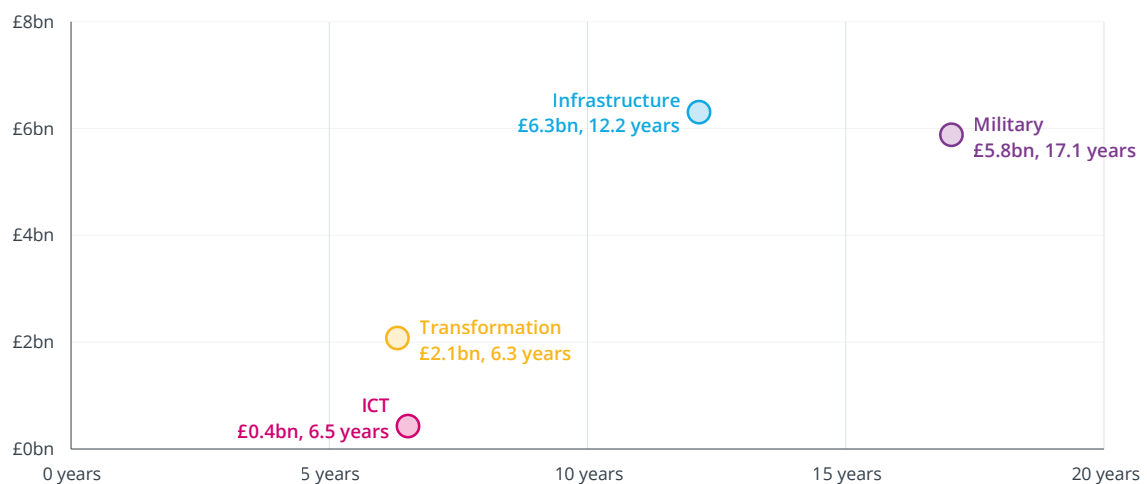 £8bn
Infrastructure
£6.3bn, 12.2 years
Military
£5.8bn, 17.1 years
£6bn
£4bn
Transformation
£2.1bn, 6.3 years
£2bn
ICT
£0.4bn, 6.5 years
£0bn
0 years
5 years
10 years
15 years
20 years